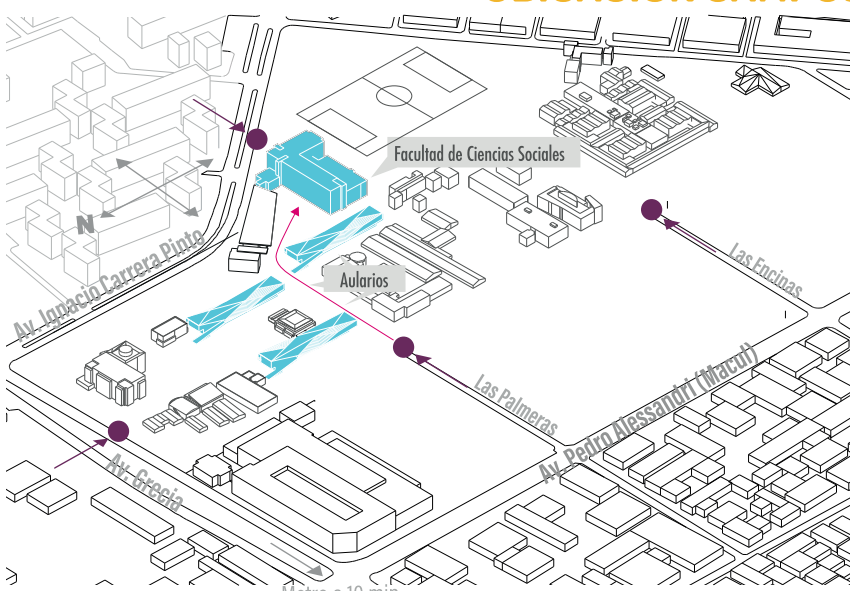 Facultad de Ciencias Sociales
N
Av. Ignacio Carrera Pinto
Las Encinas
Aularios
Las Palmeras
Av. Pedro Alessandri (Macul)
Av. Grecia